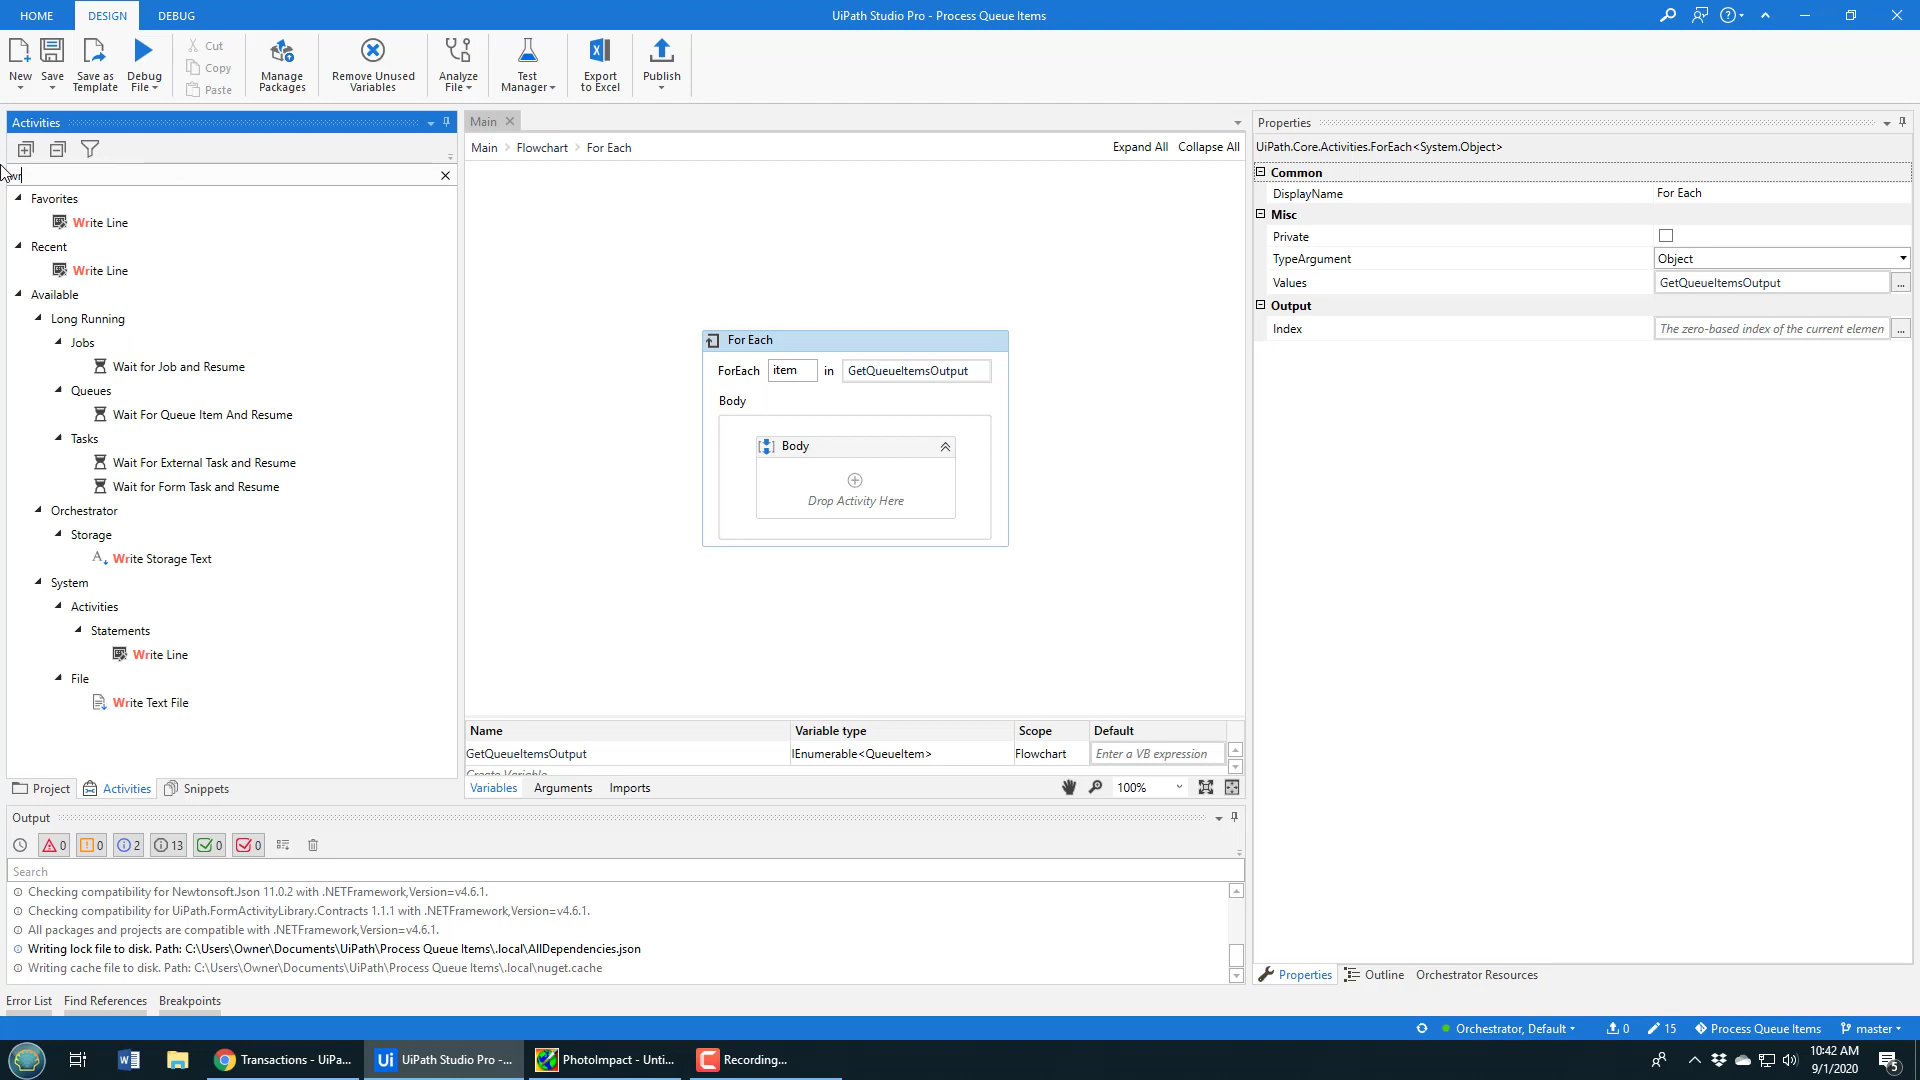 HOME DESIGN DEBUG UiPath Studio Pro - Process Queue Items
New Save Save as Template Debug File Cut Copy Paste Manage Packages Remove Unused Variables Analyze File Test Manager Export to Excel Publish
Activities
wr
Favorites
Write Line
Recent
Write Line
Available
Long Running
Jobs
Wait for Job and Resume
Queues
Wait For Queue Item And Resume
Tasks
Wait For External Task and Resume
Wait for Form Task and Resume
Orchestrator
Storage
Write Storage Text
System
Activities
Statements
Write Line
File
Write Text File
Project Activities Snippets
Main
Main Flowchart For Each Expand All Collapse All
For Each
ForEach item in GetQueueItemsOutput
Body
Body
Drop Activity Here
Name Variable type Scope Default
GetQueueItemsOutput IEnumerable<QueueItem> Flowchart Enter a VB expression
Create Variable
Variables Arguments Imports 100%
Properties
UiPath.Core.Activities.ForEach<System.Object>
Common
DisplayName For Each
Misc
Private
TypeArgument Object
Values GetQueueItemsOutput ...
Output
Index The zero-based index of the current elemen ...
Properties Outline Orchestrator Resources
Output
0 0 2 13 0 0
Search
Checking compatibility for Newtonsoft.Json 11.0.2 with .NETFramework,Version=v4.6.1.
Checking compatibility for UiPath.FormActivityLibrary.Contracts 1.1.1 with .NETFramework,Version=v4.6.1.
All packages and projects are compatible with .NETFramework,Version=v4.6.1.
Writing lock file to disk. Path: C:\Users\Owner\Documents\UiPath\Process Queue Items\.local\AllDependencies.json
Writing cache file to disk. Path: C:\Users\Owner\Documents\UiPath\Process Queue Items\.local\nuget.cache
Error List Find References Breakpoints
Orchestrator, Default 0 15 Process Queue Items master
Transactions - UiPa... Ui UiPath Studio Pro -... PhotoImpact - Unti... Recording...
10:42 AM
9/1/2020
5